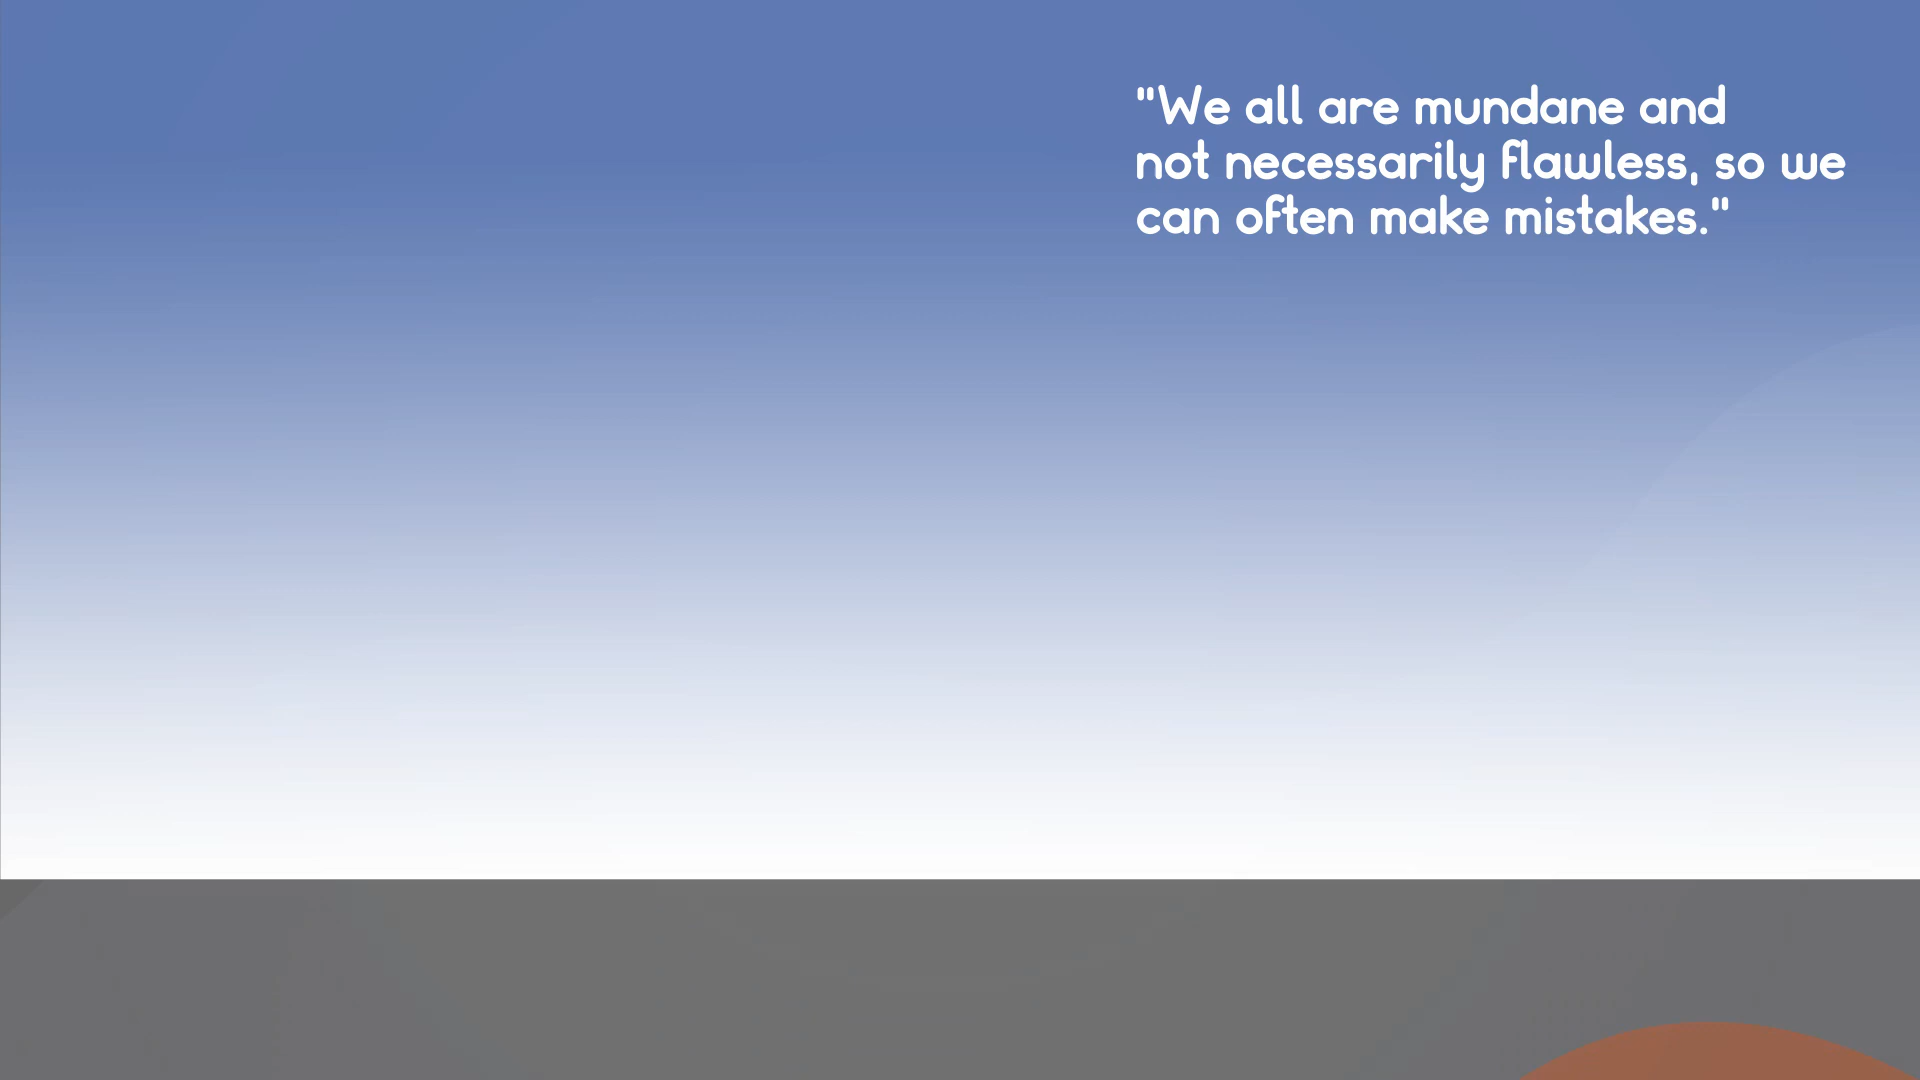 "We all are mundane and
not necessarily flawless, so we
can often make mistakes."